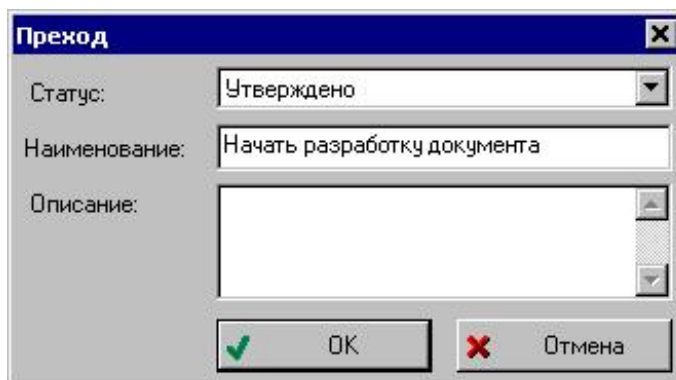 Преход
Статус: Утверждено
Наименование: Начать разработку документа
Описание:
OK Отмена